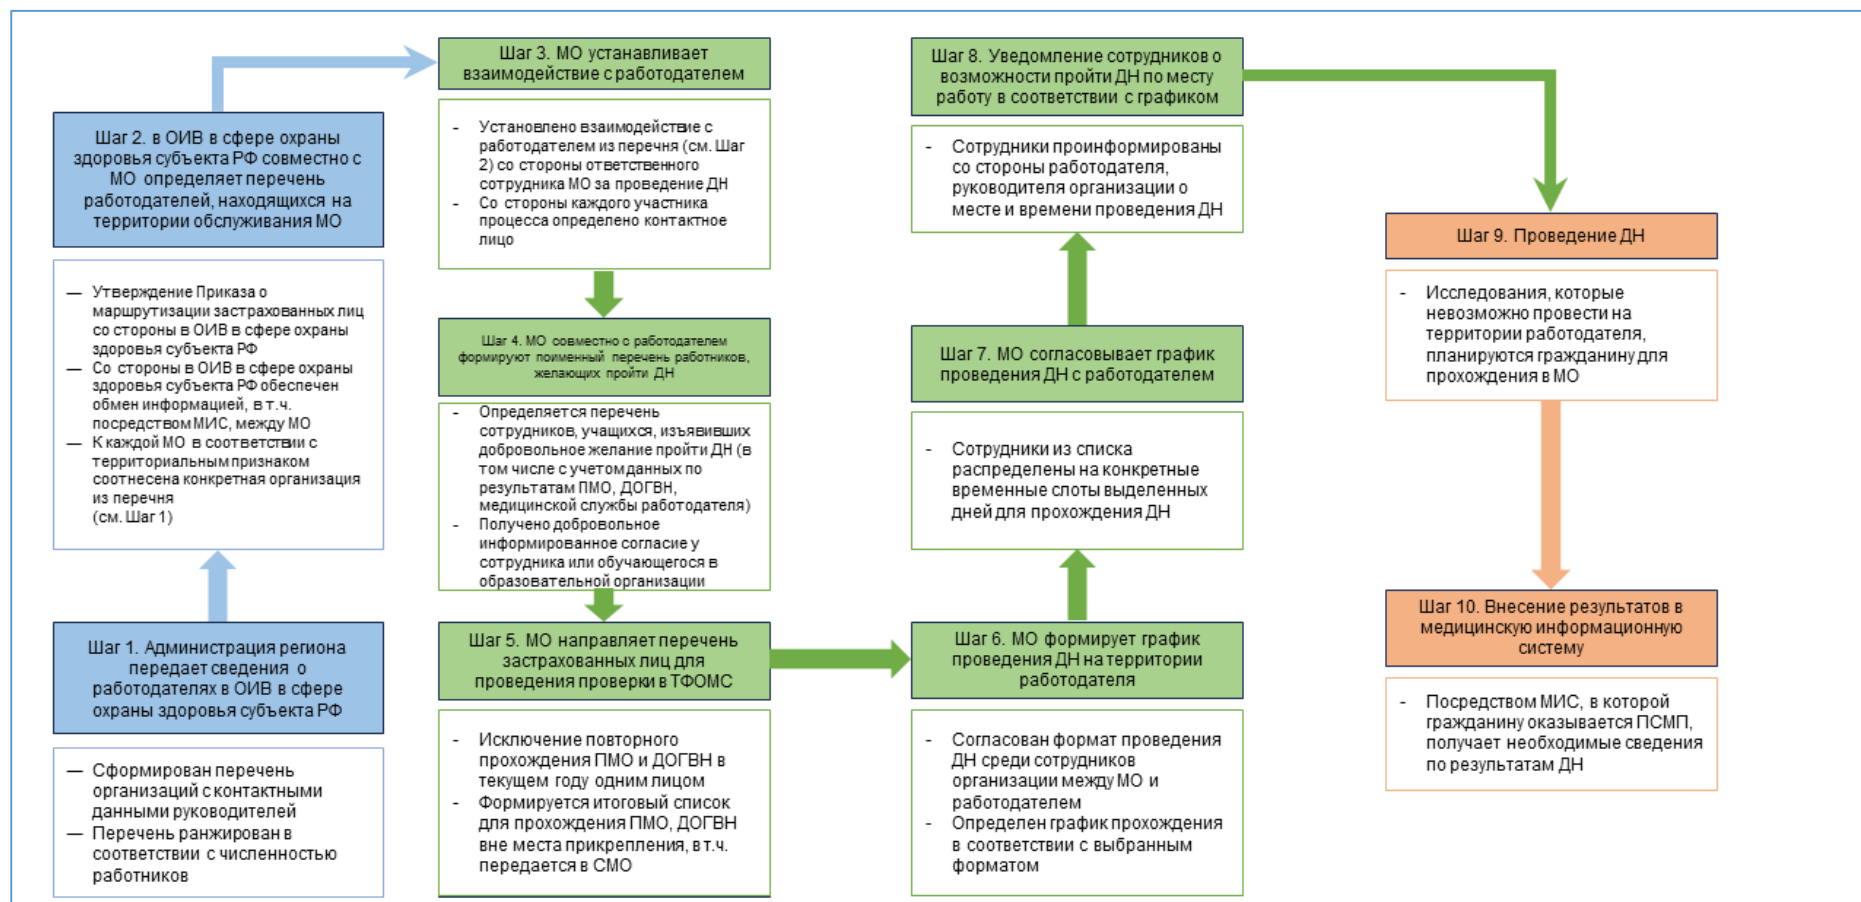 Шаг 1. Администрация региона
передает сведения о
работодателях в ОИВ в сфере
охраны здоровья субъекта РФ
— Сформирован перечень
организаций с контактными
данными руководителей
— Перечень ранжирован в
соответствии с численностью
работников
Шаг 2. в ОИВ в сфере охраны
здоровья субъекта РФ совместно с
МО определяет перечень
работодателей, находящихся на
территории обслуживания МО
— Утверждение Приказа о
маршрутизации застрахованных лиц
со стороны в ОИВ в сфере охраны
здоровья субъекта РФ
— Со стороны в ОИВ в сфере охраны
здоровья субъекта РФ обеспечен
обмен информацией, в т.ч.
посредством МИС, между МО
— К каждой МО в соответствии с
территориальным признаком
соотнесена конкретная организация
из перечня
(см. Шаг 1)
Шаг 3. МО устанавливает
взаимодействие с работодателем
- Установлено взаимодействие с
работодателем из перечня (см. Шаг
2) со стороны ответственного
сотрудника МО за проведение ДН
- Со стороны каждого участника
процесса определено контактное
лицо
Шаг 4. МО совместно с работодателем
формируют поименный перечень работников,
желающих пройти ДН
- Определяется перечень
сотрудников, учащихся, изъявивших
добровольное желание пройти ДН (в
том числе с учетом данных по
результатам ПМО, ДОГВН,
медицинской службы работодателя)
- Получено добровольное
информированное согласие у
сотрудника или обучающегося в
образовательной организации
Шаг 5. МО направляет перечень
застрахованных лиц для
проведения проверки в ТФОМС
- Исключение повторного
прохождения ПМО и ДОГВН в
текущем году одним лицом
- Формируется итоговый список
для прохождения ПМО, ДОГВН
вне места прикрепления, в т.ч.
передается в СМО
Шаг 6. МО формирует график
проведения ДН на территории
работодателя
- Согласован формат проведения
ДН среди сотрудников
организации между МО и
работодателем
- Определен график прохождения
в соответствии с выбранным
форматом
Шаг 7. МО согласовывает график
проведения ДН с работодателем
- Сотрудники из списка
распределены на конкретные
временные слоты выделенных
дней для прохождения ДН
Шаг 8. Уведомление сотрудников о
возможности пройти ДН по месту
работу в соответствии с графиком
- Сотрудники проинформированы
со стороны работодателя,
руководителя организации о
месте и времени проведения ДН
Шаг 9. Проведение ДН
- Исследования, которые
невозможно провести на
территории работодателя,
планируются гражданину для
прохождения в МО
Шаг 10. Внесение результатов в
медицинскую информационную
систему
- Посредством МИС, в которой
гражданину оказывается ПСМП,
получает необходимые сведения
по результатам ДН